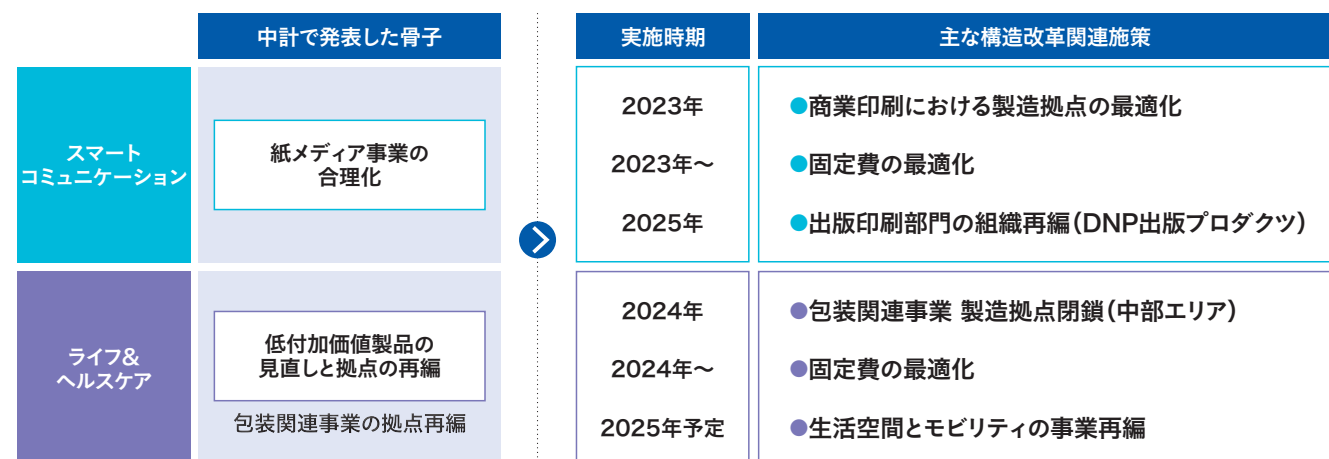 中計で発表した骨子
実施時期
主な構造改革関連施策
スマート
コミュニケーション
紙メディア事業の
合理化
2023年
●商業印刷における製造拠点の最適化
2023年～
●固定費の最適化
2025年
●出版印刷部門の組織再編（DNP出版プロダクツ）
ライフ＆
ヘルスケア
低付加価値製品の
見直しと拠点の再編
包装関連事業の拠点再編
2024年
●包装関連事業 製造拠点閉鎖（中部エリア）
2024年～
●固定費の最適化
2025年予定
●生活空間とモビリティの事業再編